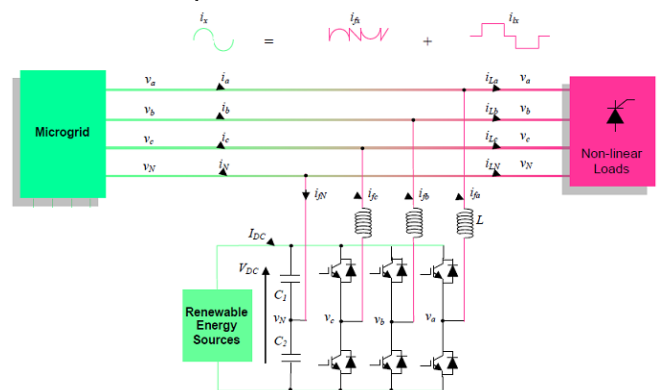 i_x = i_fx + i_lx
v_a i_a i_La v_a
v_b i_b i_Lb v_b
Microgrid
v_c i_c i_Lc v_c
Non-linear
Loads
v_N i_N i_LN v_N
i_fN i_fc i_fb i_fa
L
I_DC
V_DC
C_1
Renewable
Energy
Sources
v_N v_c v_b v_a
C_2